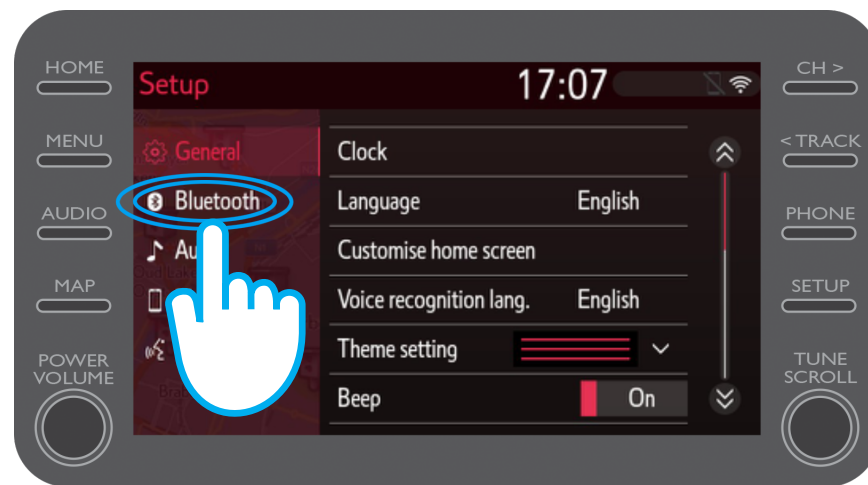 HOME
MENU
AUDIO
MAP
POWER
VOLUME
Setup
17:07
General
Bluetooth
Au
Clock
Language English
Customise home screen
Voice recognition lang. English
Theme setting
Beep On
CH >
< TRACK
PHONE
SETUP
TUNE
SCROLL